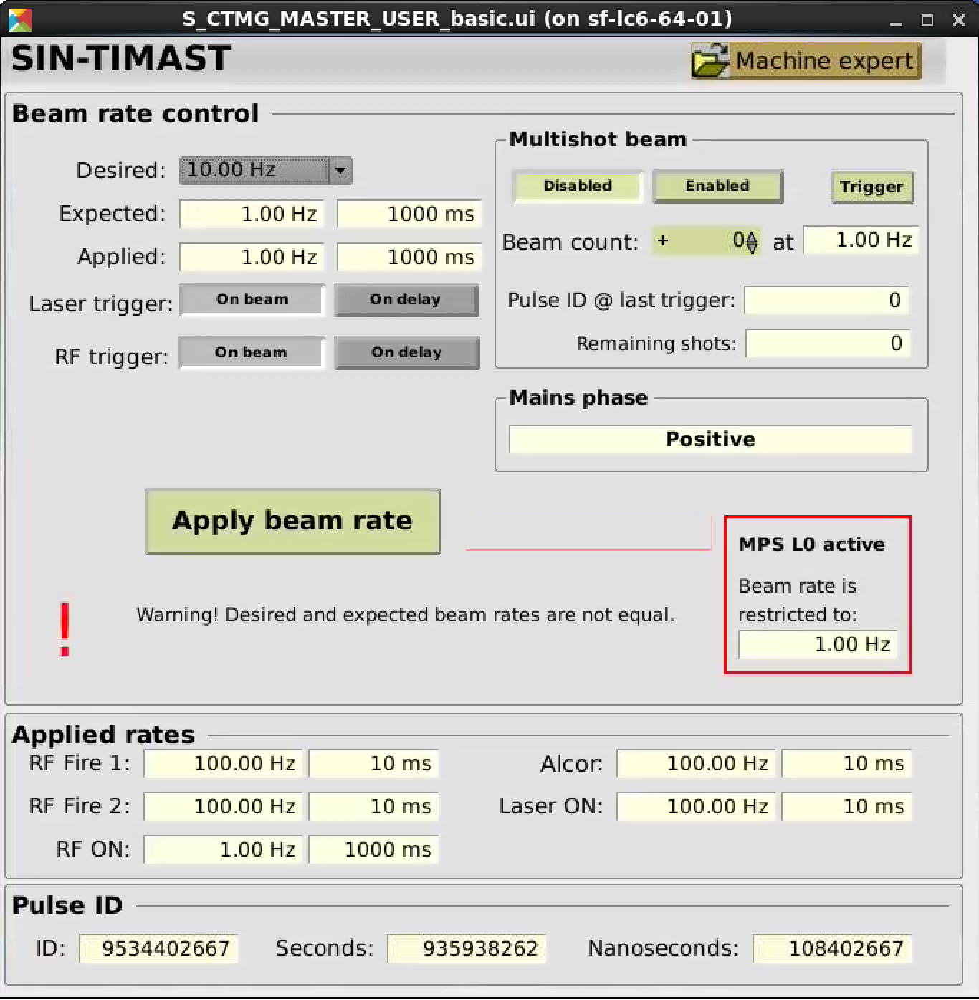 S_CTMG_MASTER_USER_basic.ui (on sf-lc6-64-01)
SIN-TIMAST
Machine expert
Beam rate control
Desired: 10.00 Hz
Expected: 1.00 Hz 1000 ms
Applied: 1.00 Hz 1000 ms
Laser trigger: On beam On delay
RF trigger: On beam On delay
Multishot beam
Disabled Enabled Trigger
Beam count: + 0 at 1.00 Hz
Pulse ID @ last trigger: 0
Remaining shots: 0
Mains phase
Positive
Apply beam rate
! Warning! Desired and expected beam rates are not equal.
MPS L0 active
Beam rate is
restricted to:
1.00 Hz
Applied rates
RF Fire 1: 100.00 Hz 10 ms Alcor: 100.00 Hz 10 ms
RF Fire 2: 100.00 Hz 10 ms Laser ON: 100.00 Hz 10 ms
RF ON: 1.00 Hz 1000 ms
Pulse ID
ID: 9534402667 Seconds: 935938262 Nanoseconds: 108402667